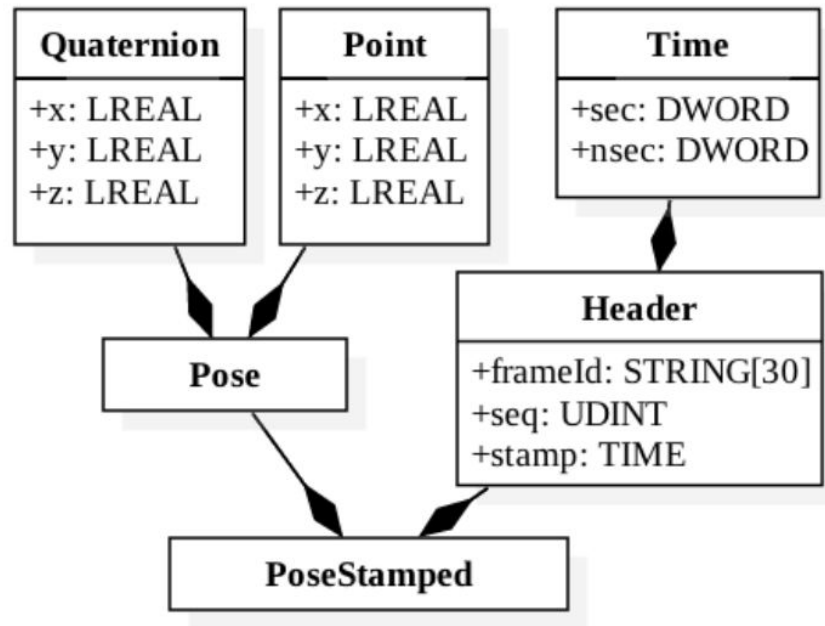 Quaternion
+x: LREAL
+y: LREAL
+z: LREAL
Point
+x: LREAL
+y: LREAL
+z: LREAL
Time
+sec: DWORD
+nsec: DWORD
Header
+frameId: STRING[30]
+seq: UDINT
+stamp: TIME
Pose
PoseStamped